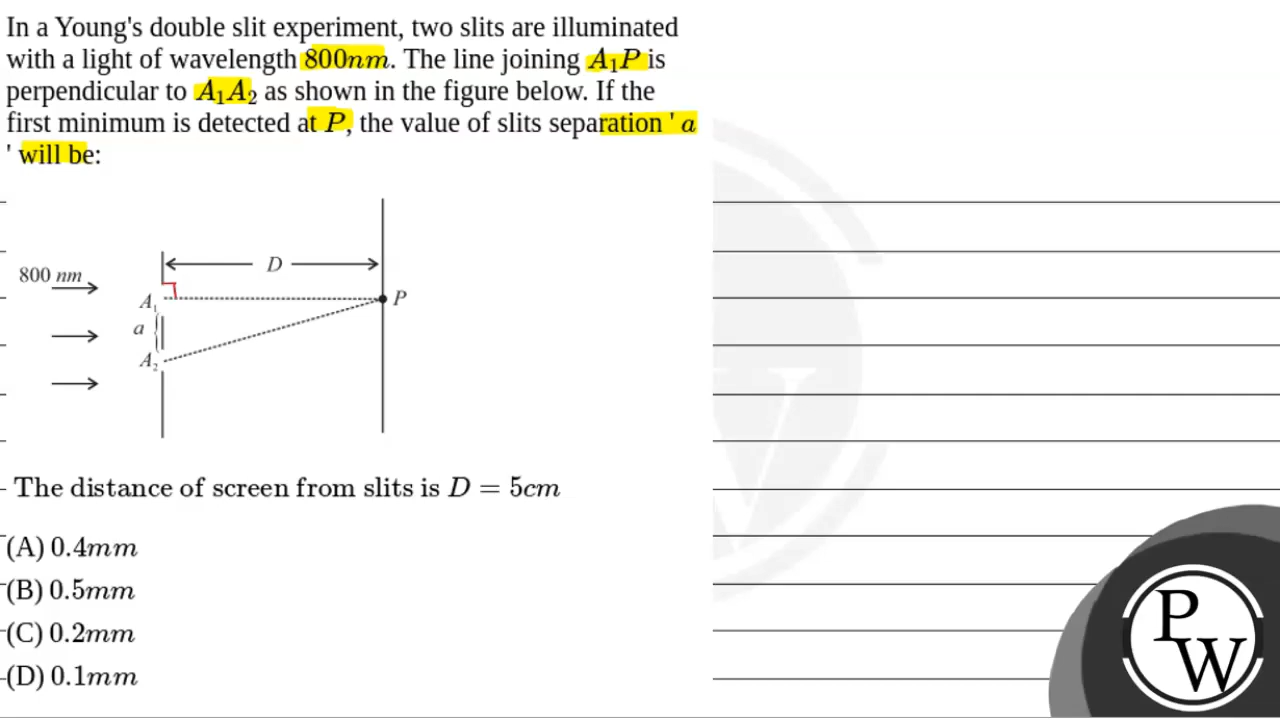 In a Young's double slit experiment, two slits are illuminated
with a light of wavelength 800nm. The line joining A₁P is
perpendicular to A₁A₂ as shown in the figure below. If the
first minimum is detected at P, the value of slits separation ' a
' will be:
D
800 nm
A₁
P
a
A₂
The distance of screen from slits is D = 5cm
(A) 0.4mm
(B) 0.5mm
(C) 0.2mm
(D) 0.1mm
P
W